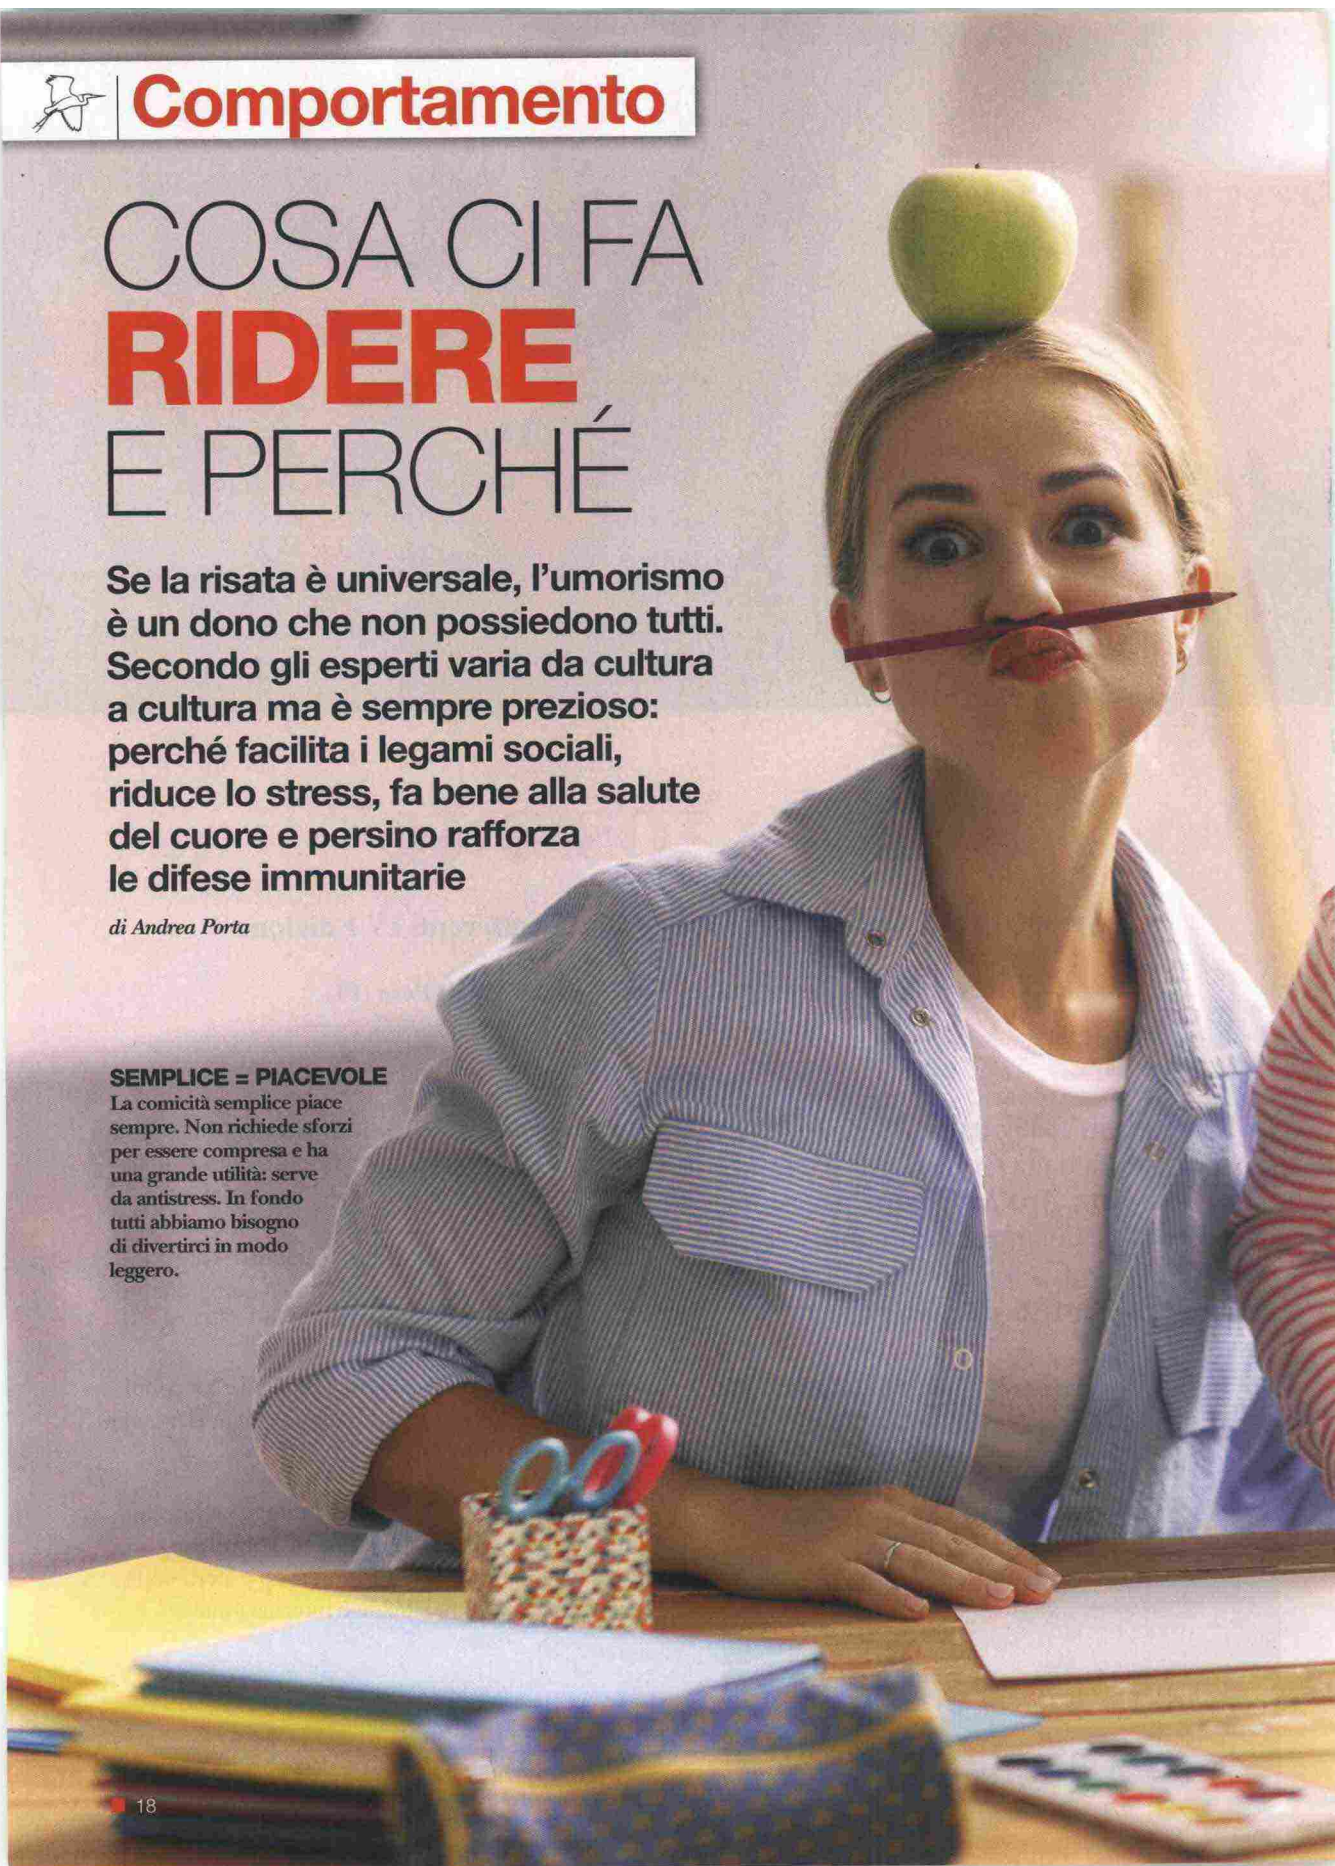 Comportamento
COSA CI FA
RIDERE
E PERCHÉ
Se la risata è universale, l'umorismo
è un dono che non possiedono tutti.
Secondo gli esperti varia da cultura
a cultura ma è sempre prezioso:
perché facilita i legami sociali,
riduce lo stress, fa bene alla salute
del cuore e persino rafforza
le difese immunitarie
di Andrea Porta
SEMPLICE = PIACEVOLE
La comicità semplice piace
sempre. Non richiede sforzi
per essere compresa e ha
una grande utilità: serve
da antistress. In fondo
tutti abbiamo bisogno
di divertirci in modo
leggero.
18